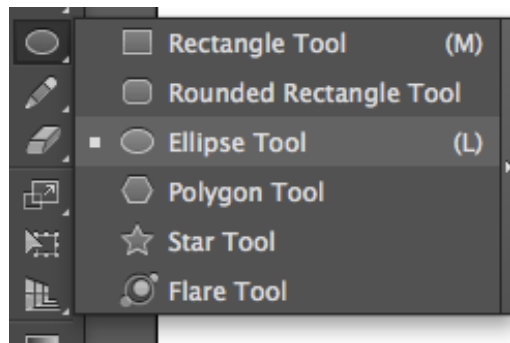 Rectangle Tool (M)
Rounded Rectangle Tool
Ellipse Tool (L)
Polygon Tool
Star Tool
Flare Tool